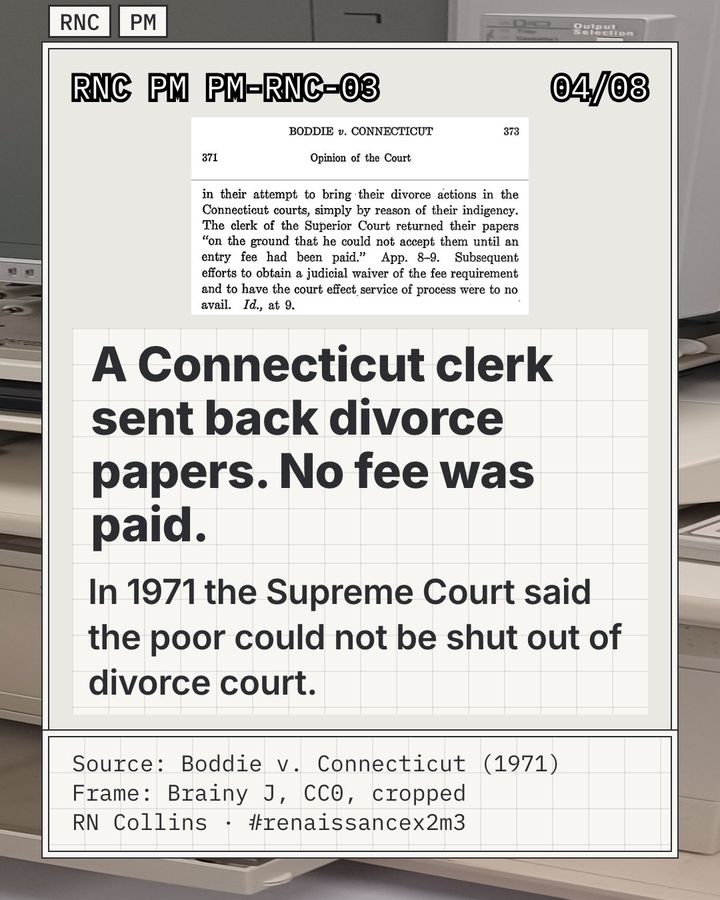 RNC PM
Output
Selection
RNC PM PM-RNC-03 04/08
BODDIE v. CONNECTICUT 373
371 Opinion of the Court
in their attempt to bring their divorce actions in the
Connecticut courts, simply by reason of their indigency.
The clerk of the Superior Court returned their papers
“on the ground that he could not accept them until an
entry fee had been paid.” App. 8–9. Subsequent
efforts to obtain a judicial waiver of the fee requirement
and to have the court effect service of process were to no
avail. Id., at 9.
A Connecticut clerk
sent back divorce
papers. No fee was
paid.
In 1971 the Supreme Court said
the poor could not be shut out of
divorce court.
Source: Boddie v. Connecticut (1971)
Frame: Brainy J, CC0, cropped
RN Collins · #renaissancex2m3